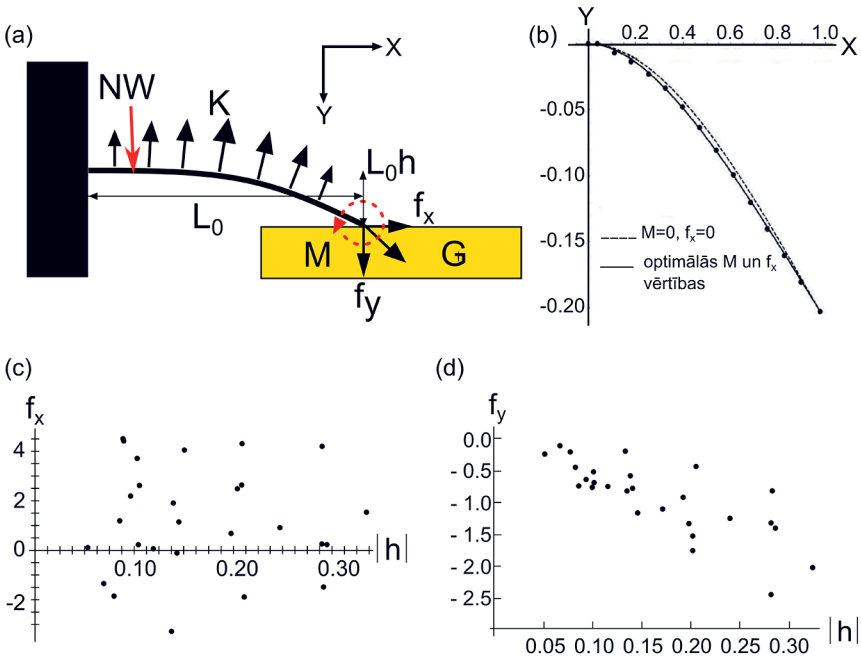 (a)
X
Y
NW
K
L₀h
L₀
fₓ
M
G
fy
(b)
Y
0.2 0.4 0.6 0.8 1.0
X
-0.05
-0.10
-0.15
-0.20
M=0, fₓ=0
optimālās M un fₓ
vērtības
(c)
fₓ
4
2
0
-2
0.10 0.20 0.30
|h|
(d)
fy
0.0
- 0.5
- 1.0
- 1.5
- 2.0
- 2.5
0.05 0.10 0.15 0.20 0.25 0.30
|h|